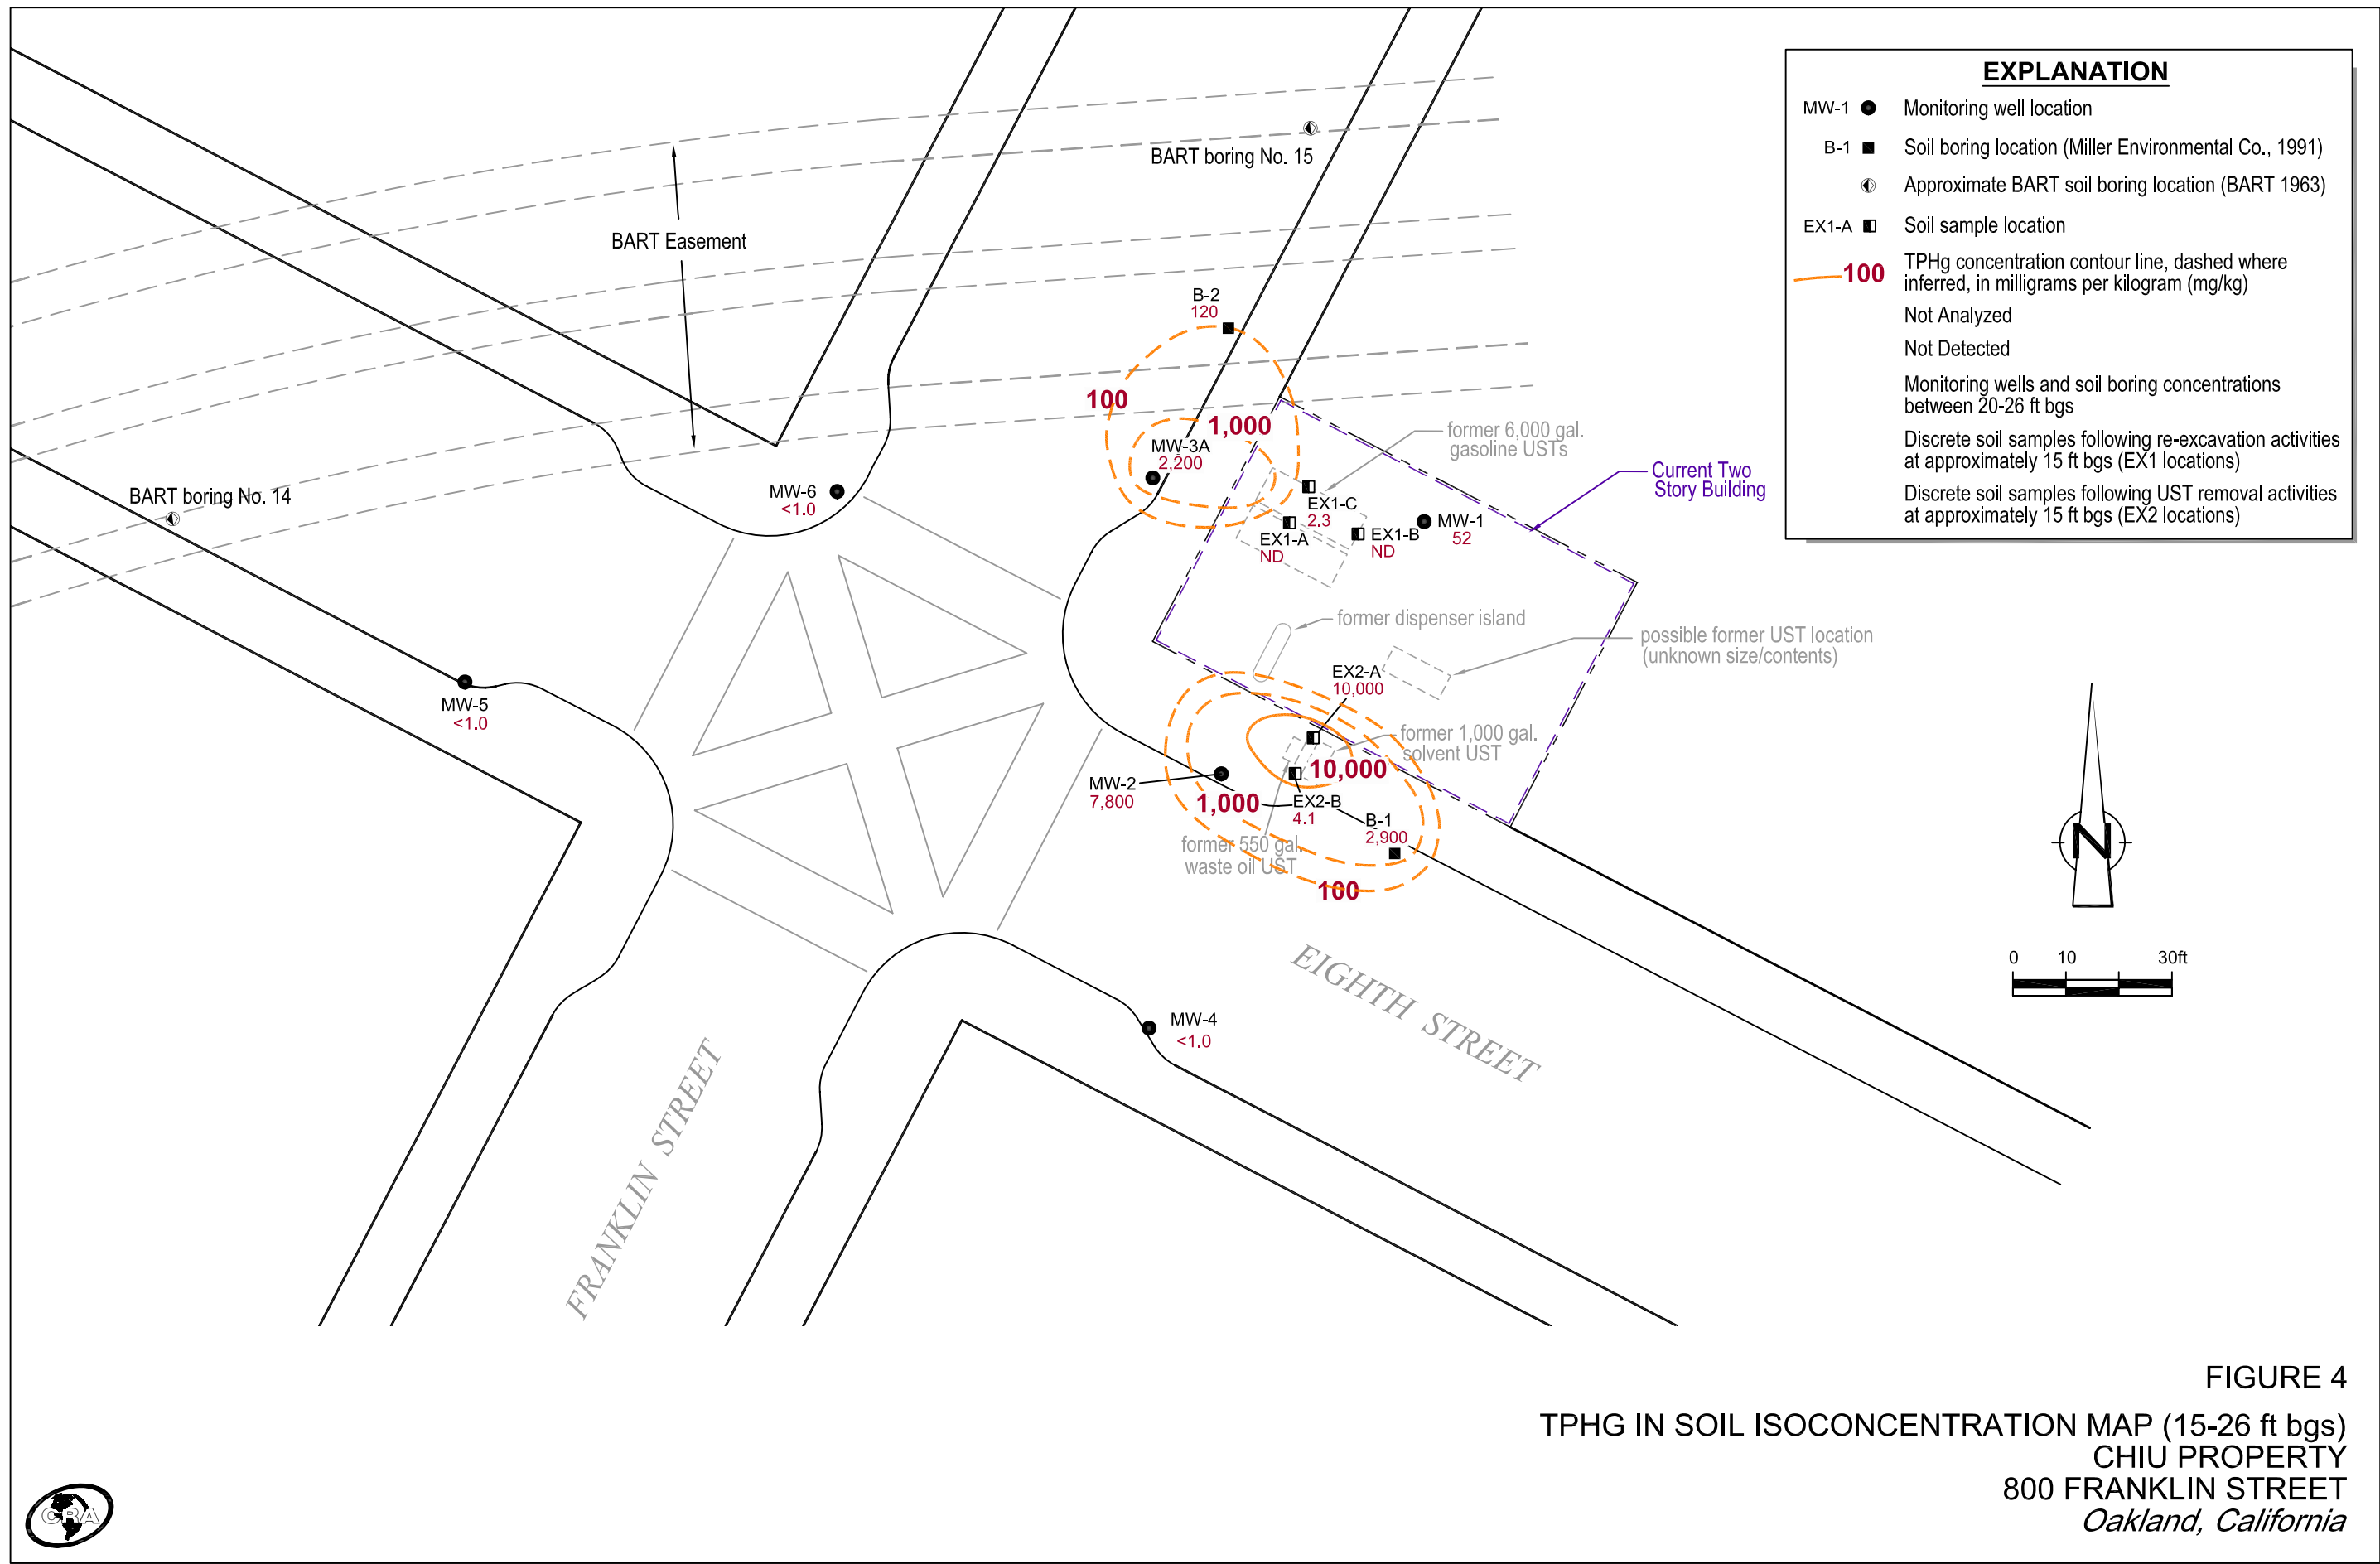 EXPLANATION
MW-1 Monitoring well location
B-1 Soil boring location (Miller Environmental Co., 1991)
Approximate BART soil boring location (BART 1963)
EX1-A Soil sample location
100 TPHg concentration contour line, dashed where
inferred, in milligrams per kilogram (mg/kg)
Not Analyzed
Not Detected
Monitoring wells and soil boring concentrations
between 20-26 ft bgs
Discrete soil samples following re-excavation activities
at approximately 15 ft bgs (EX1 locations)
Discrete soil samples following UST removal activities
at approximately 15 ft bgs (EX2 locations)
BART boring No. 15
BART Easement
B-2
120
100
1,000
MW-3A
2,200
former 6,000 gal.
gasoline USTs
Current Two
Story Building
BART boring No. 14
MW-6
<1.0
EX1-C
2.3
EX1-A
ND
EX1-B
ND
MW-1
52
former dispenser island
possible former UST location
(unknown size/contents)
EX2-A
10,000
MW-5
<1.0
former 1,000 gal.
solvent UST
10,000
MW-2
7,800
1,000
EX2-B
4.1
B-1
2,900
former 550 gal.
waste oil UST
100
N
0 10 30ft
EIGHTH STREET
MW-4
<1.0
FRANKLIN STREET
FIGURE 4
TPHG IN SOIL ISOCONCENTRATION MAP (15-26 ft bgs)
CHIU PROPERTY
800 FRANKLIN STREET
Oakland, California
CRA